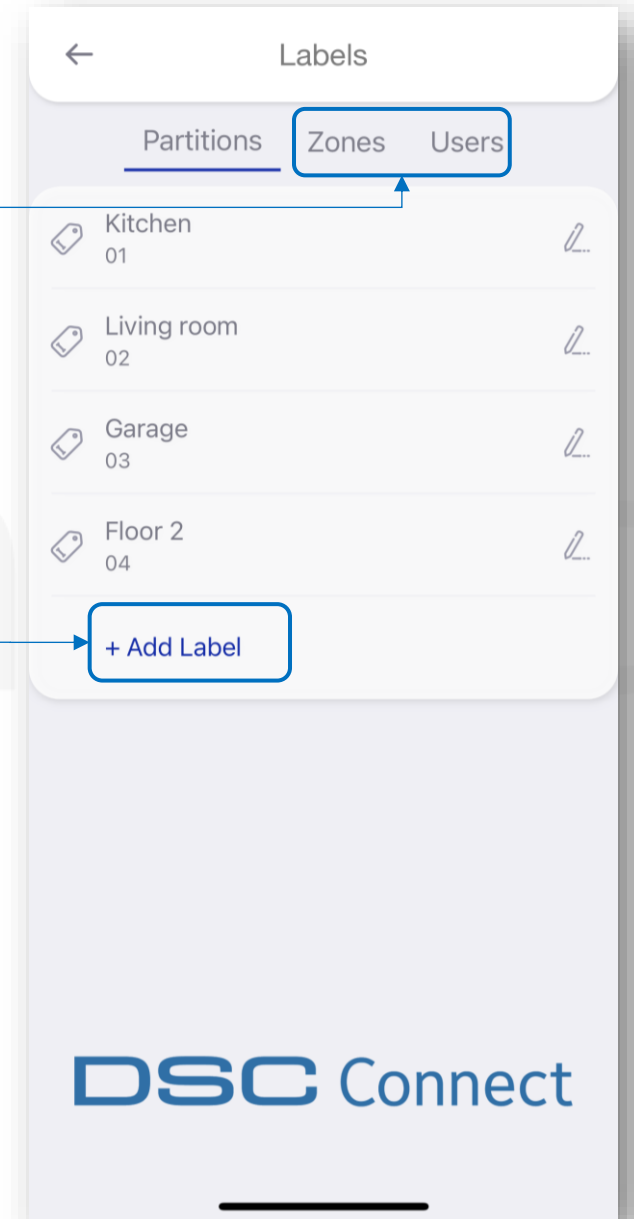 Labels
Partitions Zones Users
Kitchen
01
Living room
02
Garage
03
Floor 2
04
+ Add Label
DSC Connect